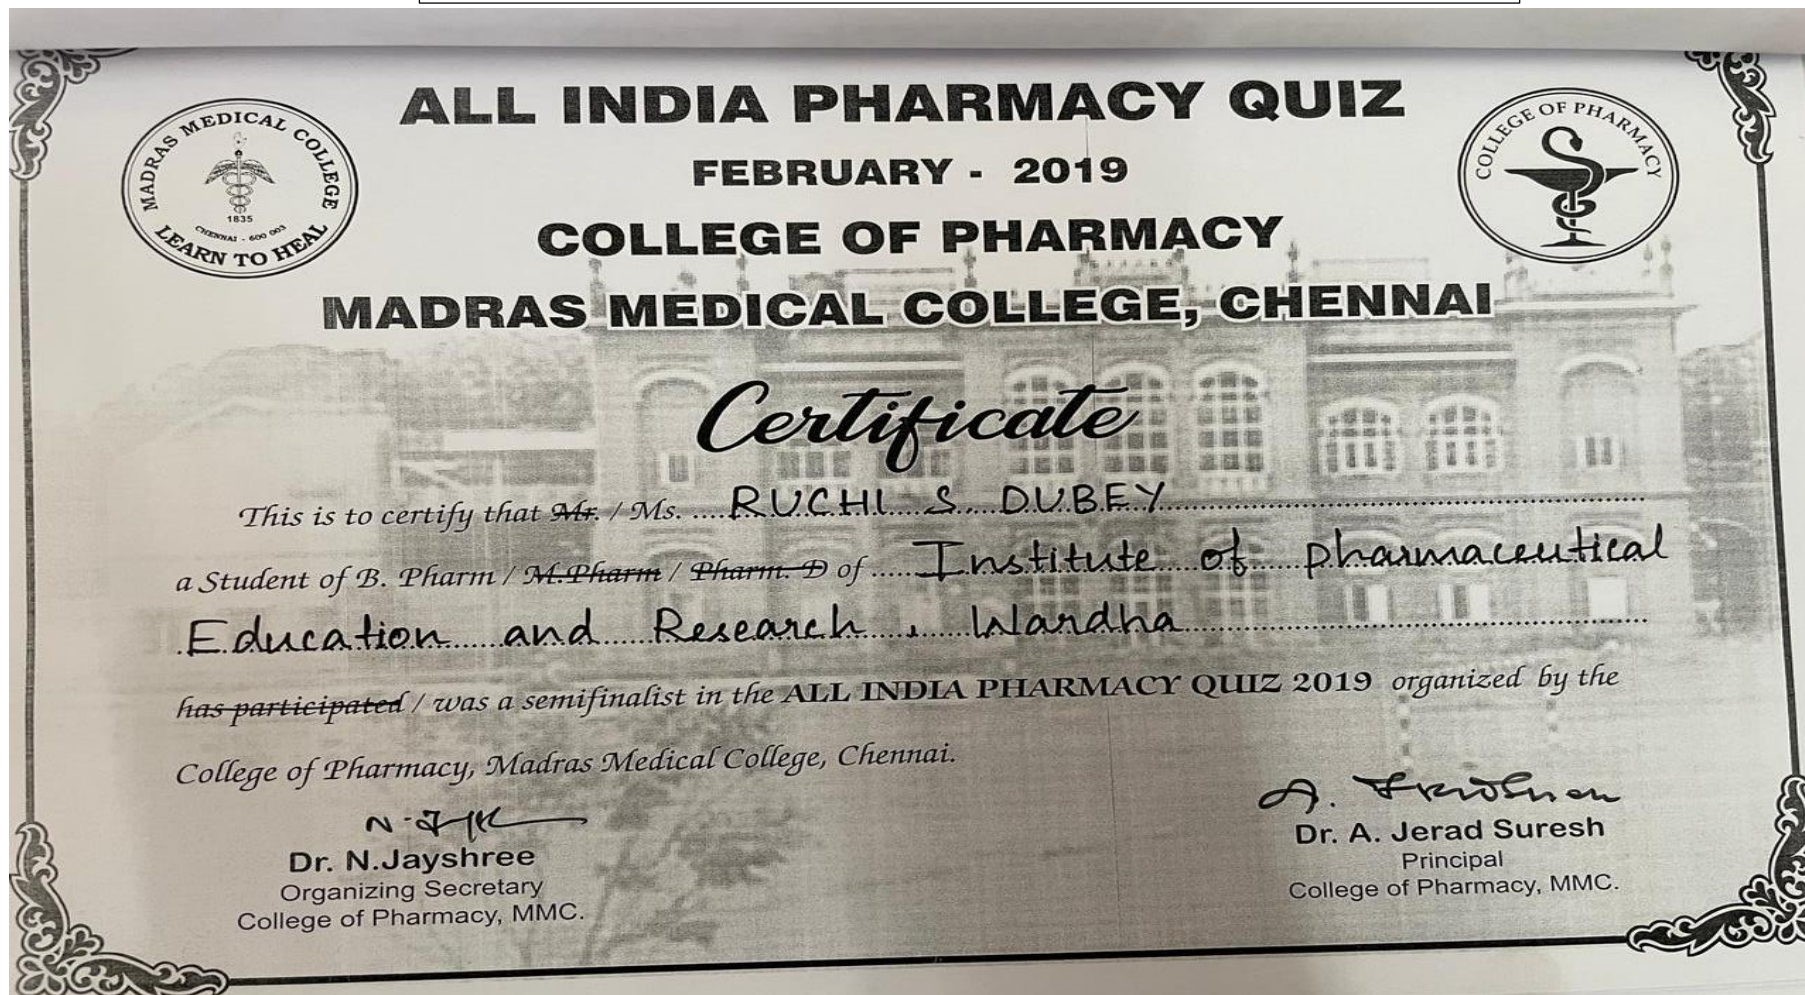 ALL INDIA PHARMACY QUIZ
FEBRUARY - 2019
COLLEGE OF PHARMACY
MADRAS MEDICAL COLLEGE, CHENNAI
MADRAS MEDICAL COLLEGE
1835
CHENNAI - 600 003
LEARN TO HEAL
COLLEGE OF PHARMACY
Certificate
This is to certify that Mr. / Ms. RUCHI S. DUBEY
a Student of B. Pharm / M.Pharm / Pharm. D of Institute of pharmaceutical
Education and Research, Wardha
has participated / was a semifinalist in the ALL INDIA PHARMACY QUIZ 2019 organized by the
College of Pharmacy, Madras Medical College, Chennai.
Dr. N.Jayshree
Organizing Secretary
College of Pharmacy, MMC.
Dr. A. Jerad Suresh
Principal
College of Pharmacy, MMC.